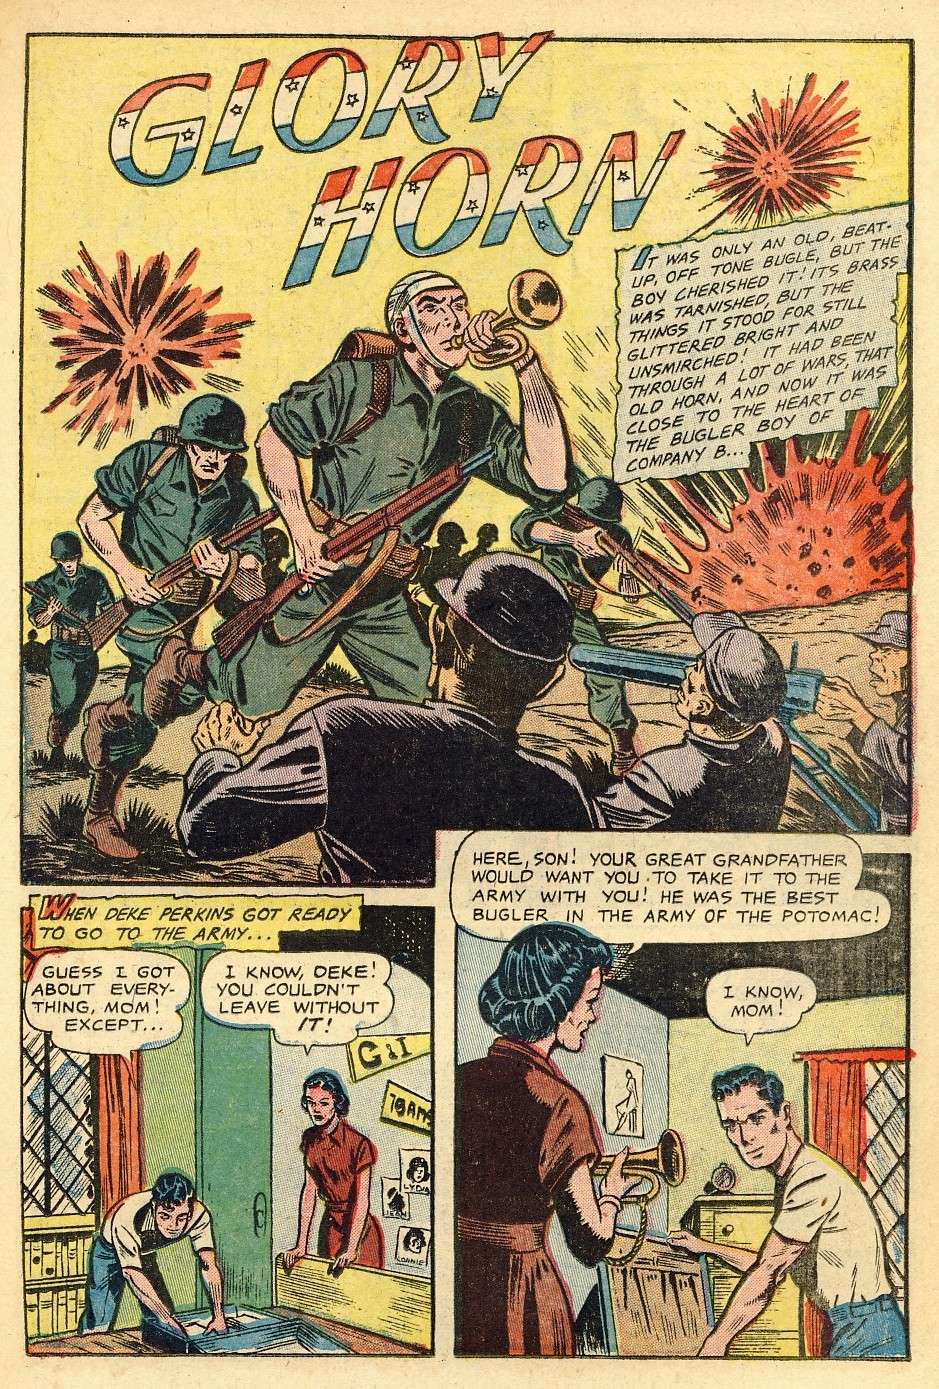 GLORY
HORN
IT WAS ONLY AN OLD, BEAT-
UP, OFF TONE BUGLE, BUT THE
BOY CHERISHED IT! ITS BRASS
WAS TARNISHED, BUT THE
THINGS IT STOOD FOR STILL
GLITTERED BRIGHT AND
UNSMIRCHED! IT HAD BEEN
THROUGH A LOT OF WARS, THAT
OLD HORN, AND NOW IT WAS
CLOSE TO THE HEART OF
THE BUGLER BOY OF
COMPANY B...
WHEN DEKE PERKINS GOT READY
TO GO TO THE ARMY...
GUESS I GOT
ABOUT EVERY-
THING, MOM!
EXCEPT...
I KNOW, DEKE!
YOU COULDN'T
LEAVE WITHOUT
IT!
LYDIA
JEAN
HERE, SON! YOUR GREAT GRANDFATHER
WOULD WANT YOU TO TAKE IT TO THE
ARMY WITH YOU! HE WAS THE BEST
BUGLER IN THE ARMY OF THE POTOMAC!
I KNOW,
MOM!